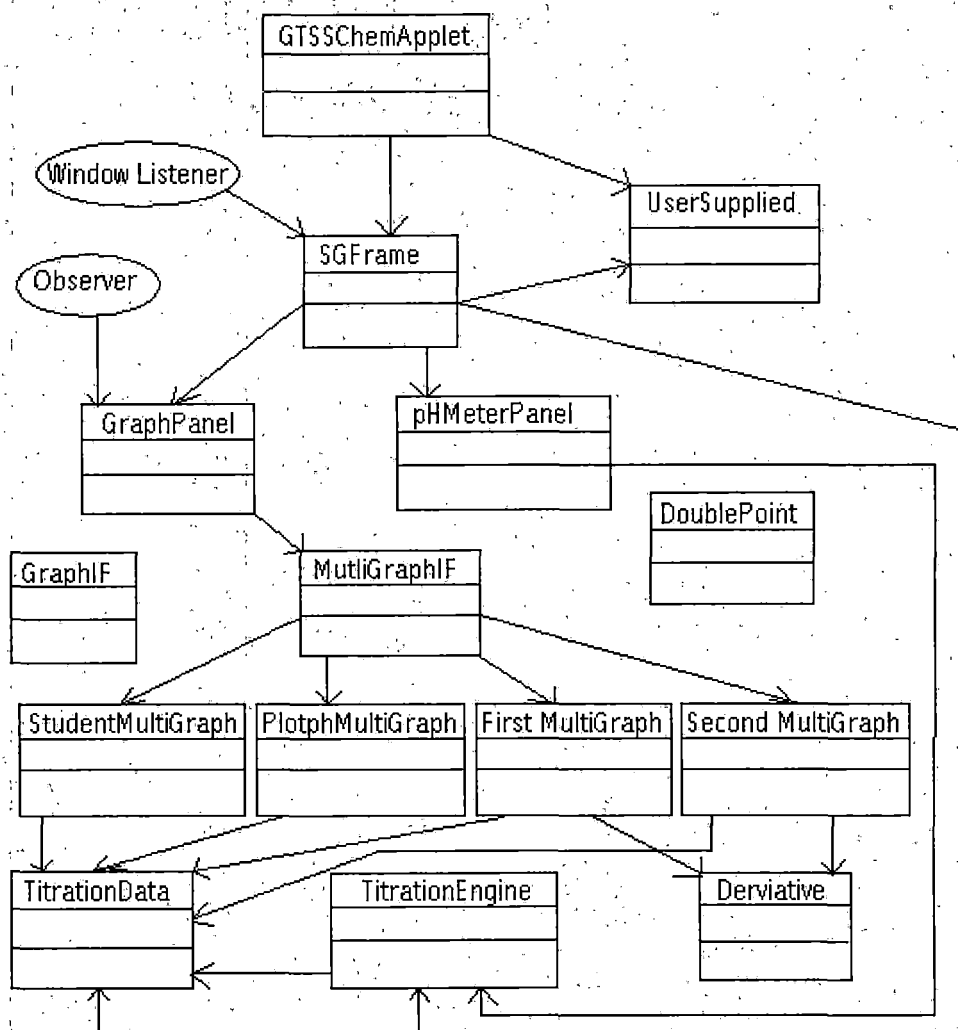 GTSSChemApplet
Window Listener
UserSupplied
SGFrame
Observer
GraphPanel
pHMeterPanel
DoublePoint
GraphIF
MutliGraphIF
StudentMultiGraph
PlotphMultiGraph
First MultiGraph
Second MultiGraph
TitrationData
TitrationEngine
Derviative